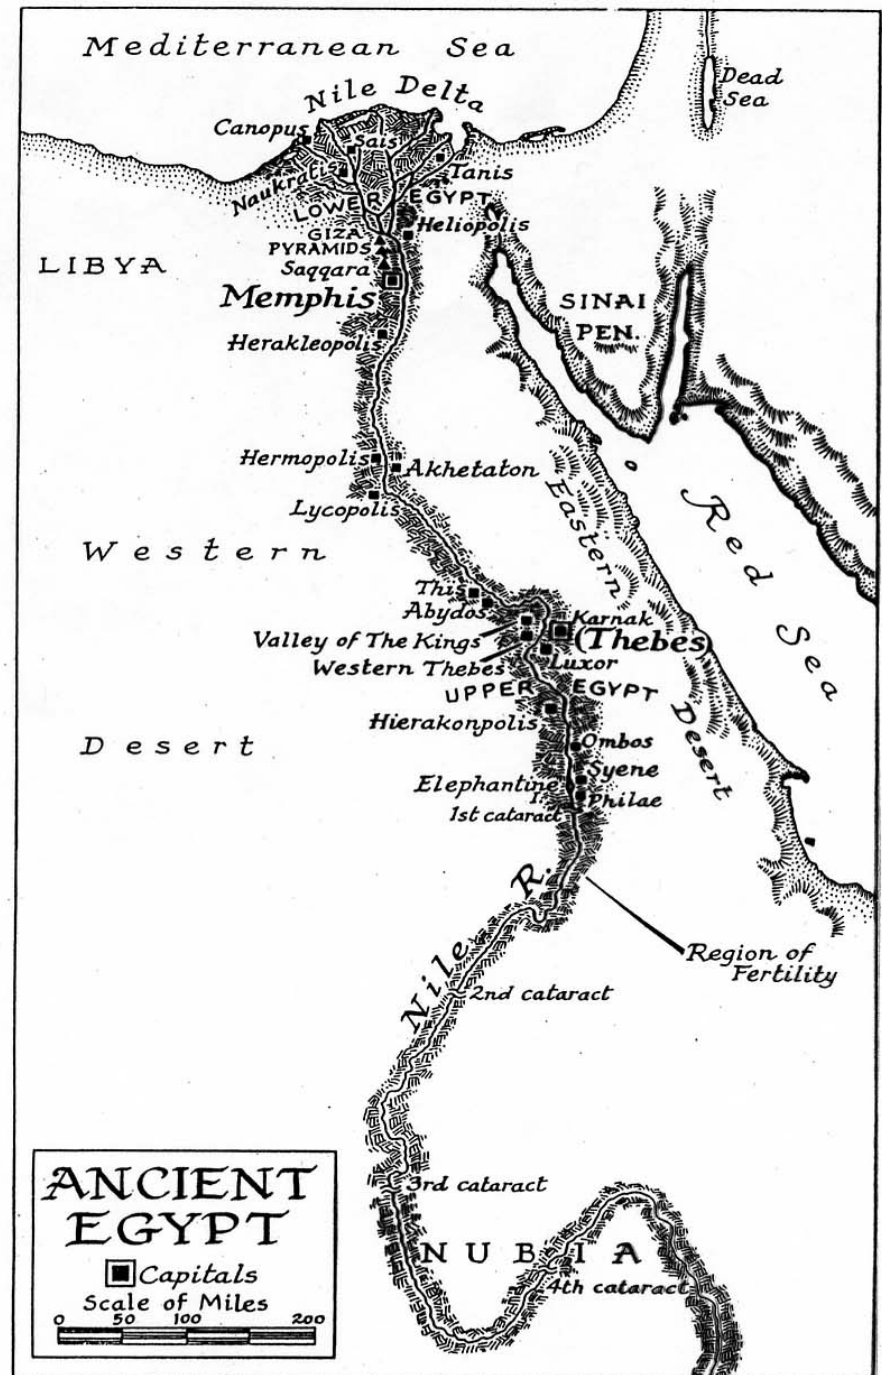 Mediterranean Sea
Dead
Sea
Nile Delta
Canopus
Sais
Naukratis
Tanis
LOWER EGYPT
GIZA
PYRAMIDS
Heliopolis
LIBYA
Saqqara
Memphis
SINAI
PEN.
Herakleopolis
Hermopolis
Akhetaton
Lycopolis
Eastern
Desert
Red Sea
Western
Desert
This
Abydos
Karnak
(Thebes)
Valley of The Kings
Western Thebes
Luxor
UPPER EGYPT
Hierakonpolis
Ombos
Syene
Elephantine
I.
Philae
1st cataract
Nile R.
Region of
Fertility
2nd cataract
3rd cataract
NUBIA
4th cataract
ANCIENT
EGYPT
Capitals
Scale of Miles
0 50 100 200